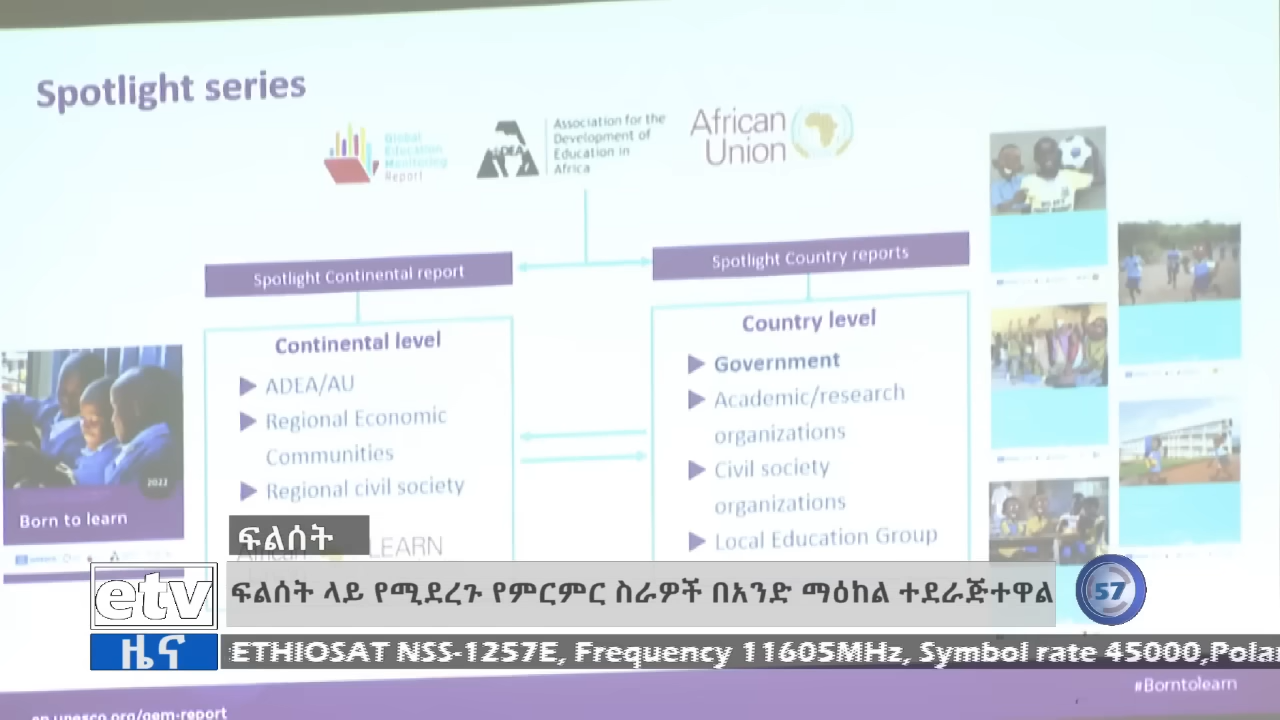 Spotlight series
Global
Education
Monitoring
Report
ADEA
Association for the
Development of
Education in
Africa
African
Union
Spotlight Continental report
Spotlight Country reports
Continental level
ADEA/AU
Regional Economic
Communities
Regional civil society
LEARN
Country level
Government
Academic/research
organizations
Civil society
organizations
Local Education Group
2022
Born to learn
ፍልሰት
etv
ፍልሰት ላይ የሚደረጉ የምርምር ስራዎች በአንድ ማዕከል ተደራጅተዋል
57
ዜና
ETHIOSAT NSS-1257E, Frequency 11605MHz, Symbol rate 45000,Polar
#Borntolearn
en.unesco.org/gem-report